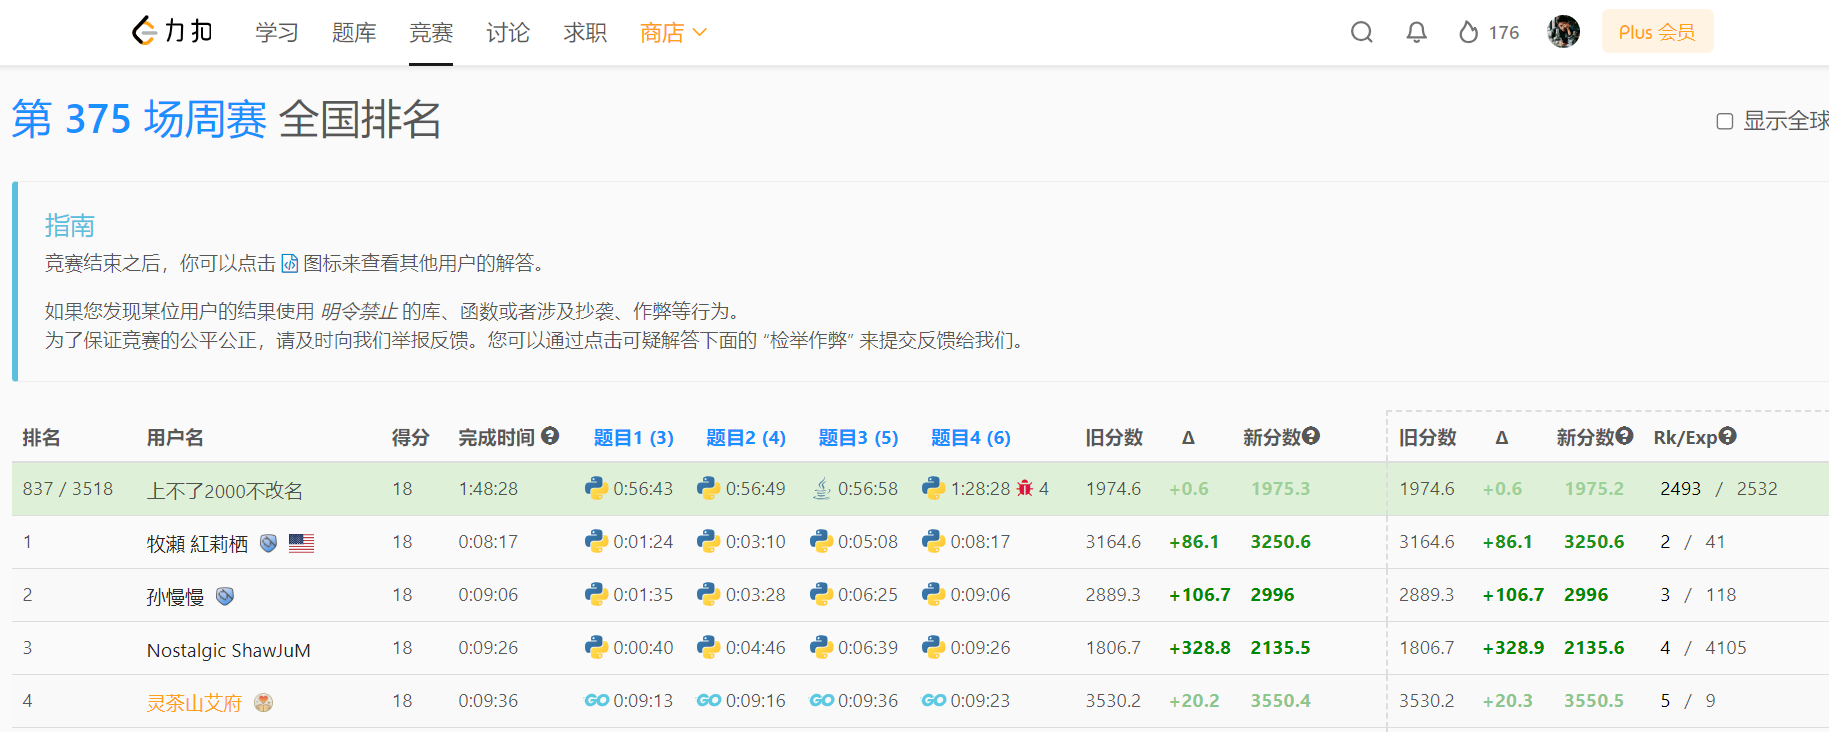 力扣 学习 题库 竞赛 讨论 求职 商店 176 Plus 会员
第 375 场周赛 全国排名 显示全球
指南
竞赛结束之后，你可以点击 图标来查看其他用户的解答。
如果您发现某位用户的结果使用 明令禁止 的库、函数或者涉及抄袭、作弊等行为。
为了保证竞赛的公平公正，请及时向我们举报反馈。您可以通过点击可疑解答下面的 “检举作弊” 来提交反馈给我们。
排名 用户名 得分 完成时间 题目1 (3) 题目2 (4) 题目3 (5) 题目4 (6) 旧分数 Δ 新分数 旧分数 Δ 新分数 Rk/Exp
837 / 3518 上不了2000不改名 18 1:48:28 0:56:43 0:56:49 0:56:58 1:28:28 4 1974.6 +0.6 1975.3 1974.6 +0.6 1975.2 2493 / 2532
1 牧瀬 紅莉栖 18 0:08:17 0:01:24 0:03:10 0:05:08 0:08:17 3164.6 +86.1 3250.6 3164.6 +86.1 3250.6 2 / 41
2 孙慢慢 18 0:09:06 0:01:35 0:03:28 0:06:25 0:09:06 2889.3 +106.7 2996 2889.3 +106.7 2996 3 / 118
3 Nostalgic ShawJuM 18 0:09:26 0:00:40 0:04:46 0:06:39 0:09:26 1806.7 +328.8 2135.5 1806.7 +328.9 2135.6 4 / 4105
4 灵茶山艾府 18 0:09:36 GO 0:09:13 GO 0:09:16 GO 0:09:36 GO 0:09:23 3530.2 +20.2 3550.4 3530.2 +20.3 3550.5 5 / 9